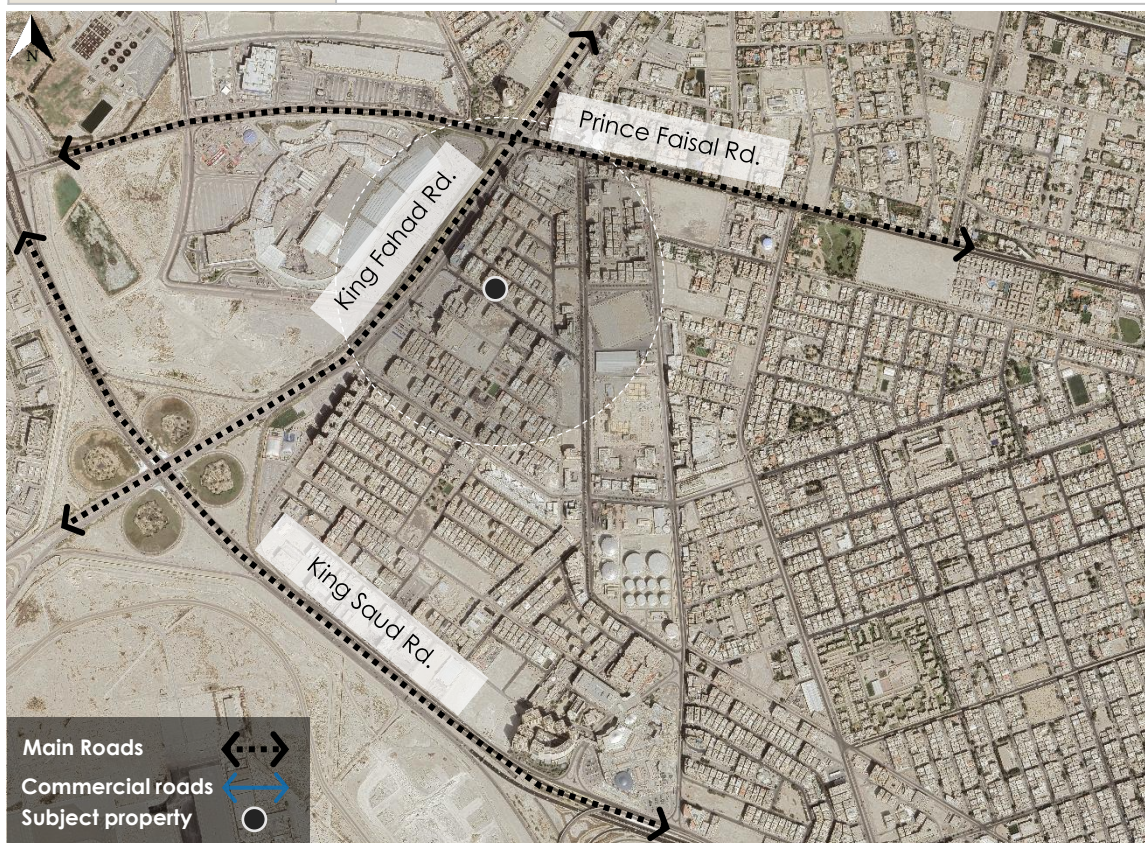 N
Prince Faisal Rd.
King Fahad Rd.
King Saud Rd.
Main Roads
Commercial roads
Subject property